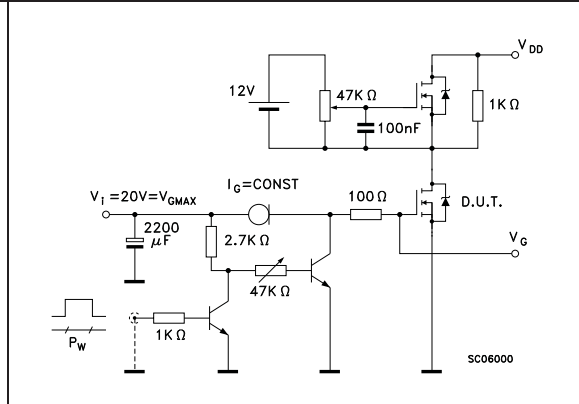 V_DD
12V
47K Ω
1K Ω
100nF
V_i =20V=V_GMAX
I_G=CONST
100Ω
D.U.T.
2200
μF
2.7K Ω
V_G
47K Ω
1K Ω
P_W
SC06000